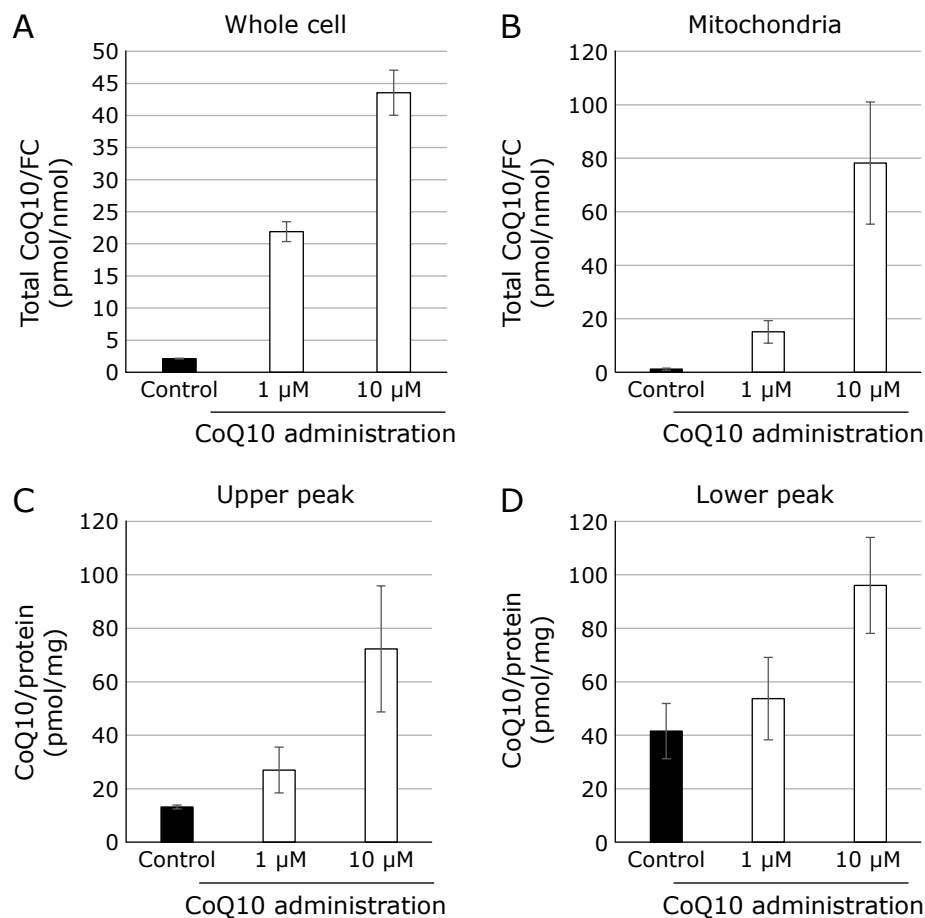 A
Whole cell
Total CoQ10/FC
(pmol/nmol)
50
45
40
35
30
25
20
15
10
5
0
Control
1 µM
10 µM
CoQ10 administration
B
Mitochondria
Total CoQ10/FC
(pmol/nmol)
120
100
80
60
40
20
0
Control
1 µM
10 µM
CoQ10 administration
C
Upper peak
CoQ10/protein
(pmol/mg)
120
100
80
60
40
20
0
Control
1 µM
10 µM
CoQ10 administration
D
Lower peak
CoQ10/protein
(pmol/mg)
120
100
80
60
40
20
0
Control
1 µM
10 µM
CoQ10 administration